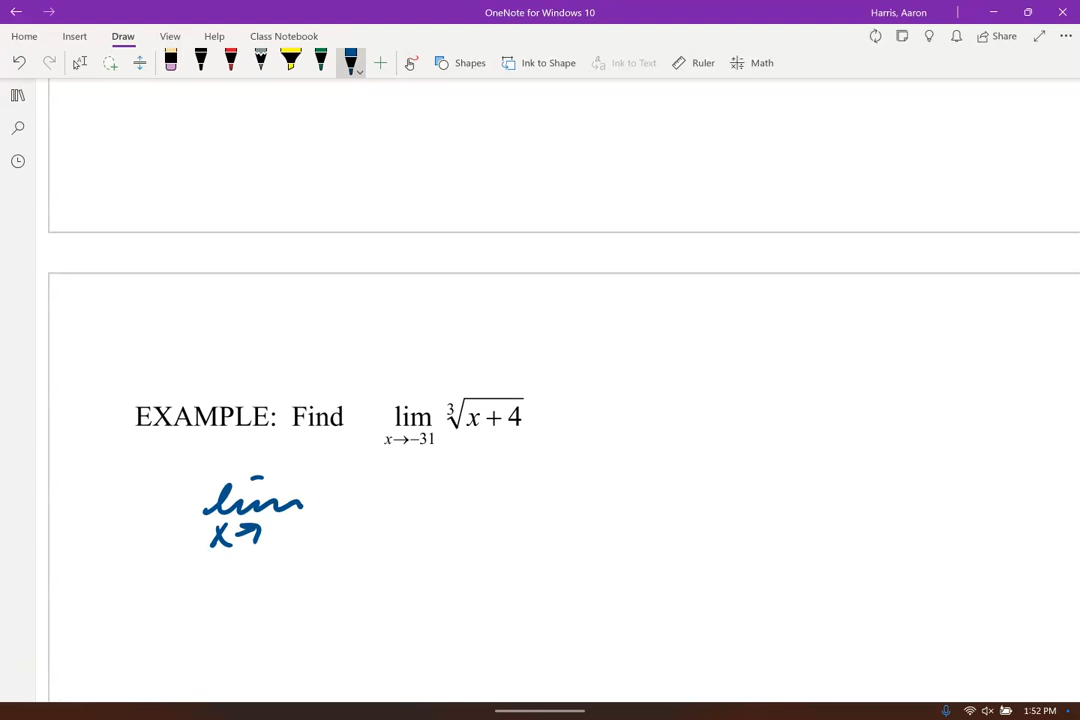 OneNote for Windows 10
Harris, Aaron
Home Insert Draw View Help Class Notebook
Share
Shapes Ink to Shape Ink to Text Ruler Math
EXAMPLE: Find lim ∛(x + 4)
x→−31
lim
x→
1:52 PM